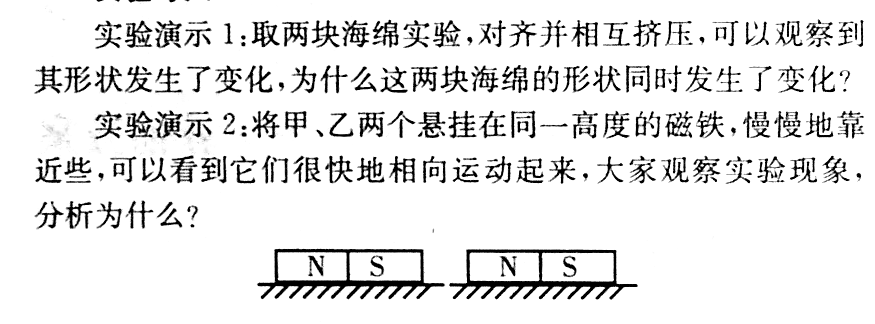 实验演示 1:取两块海绵实验,对齐并相互挤压,可以观察到
其形状发生了变化,为什么这两块海绵的形状同时发生了变化?
实验演示 2:将甲、乙两个悬挂在同一高度的磁铁,慢慢地靠
近些,可以看到它们很快地相向运动起来,大家观察实验现象,
分析为什么?
N S N S